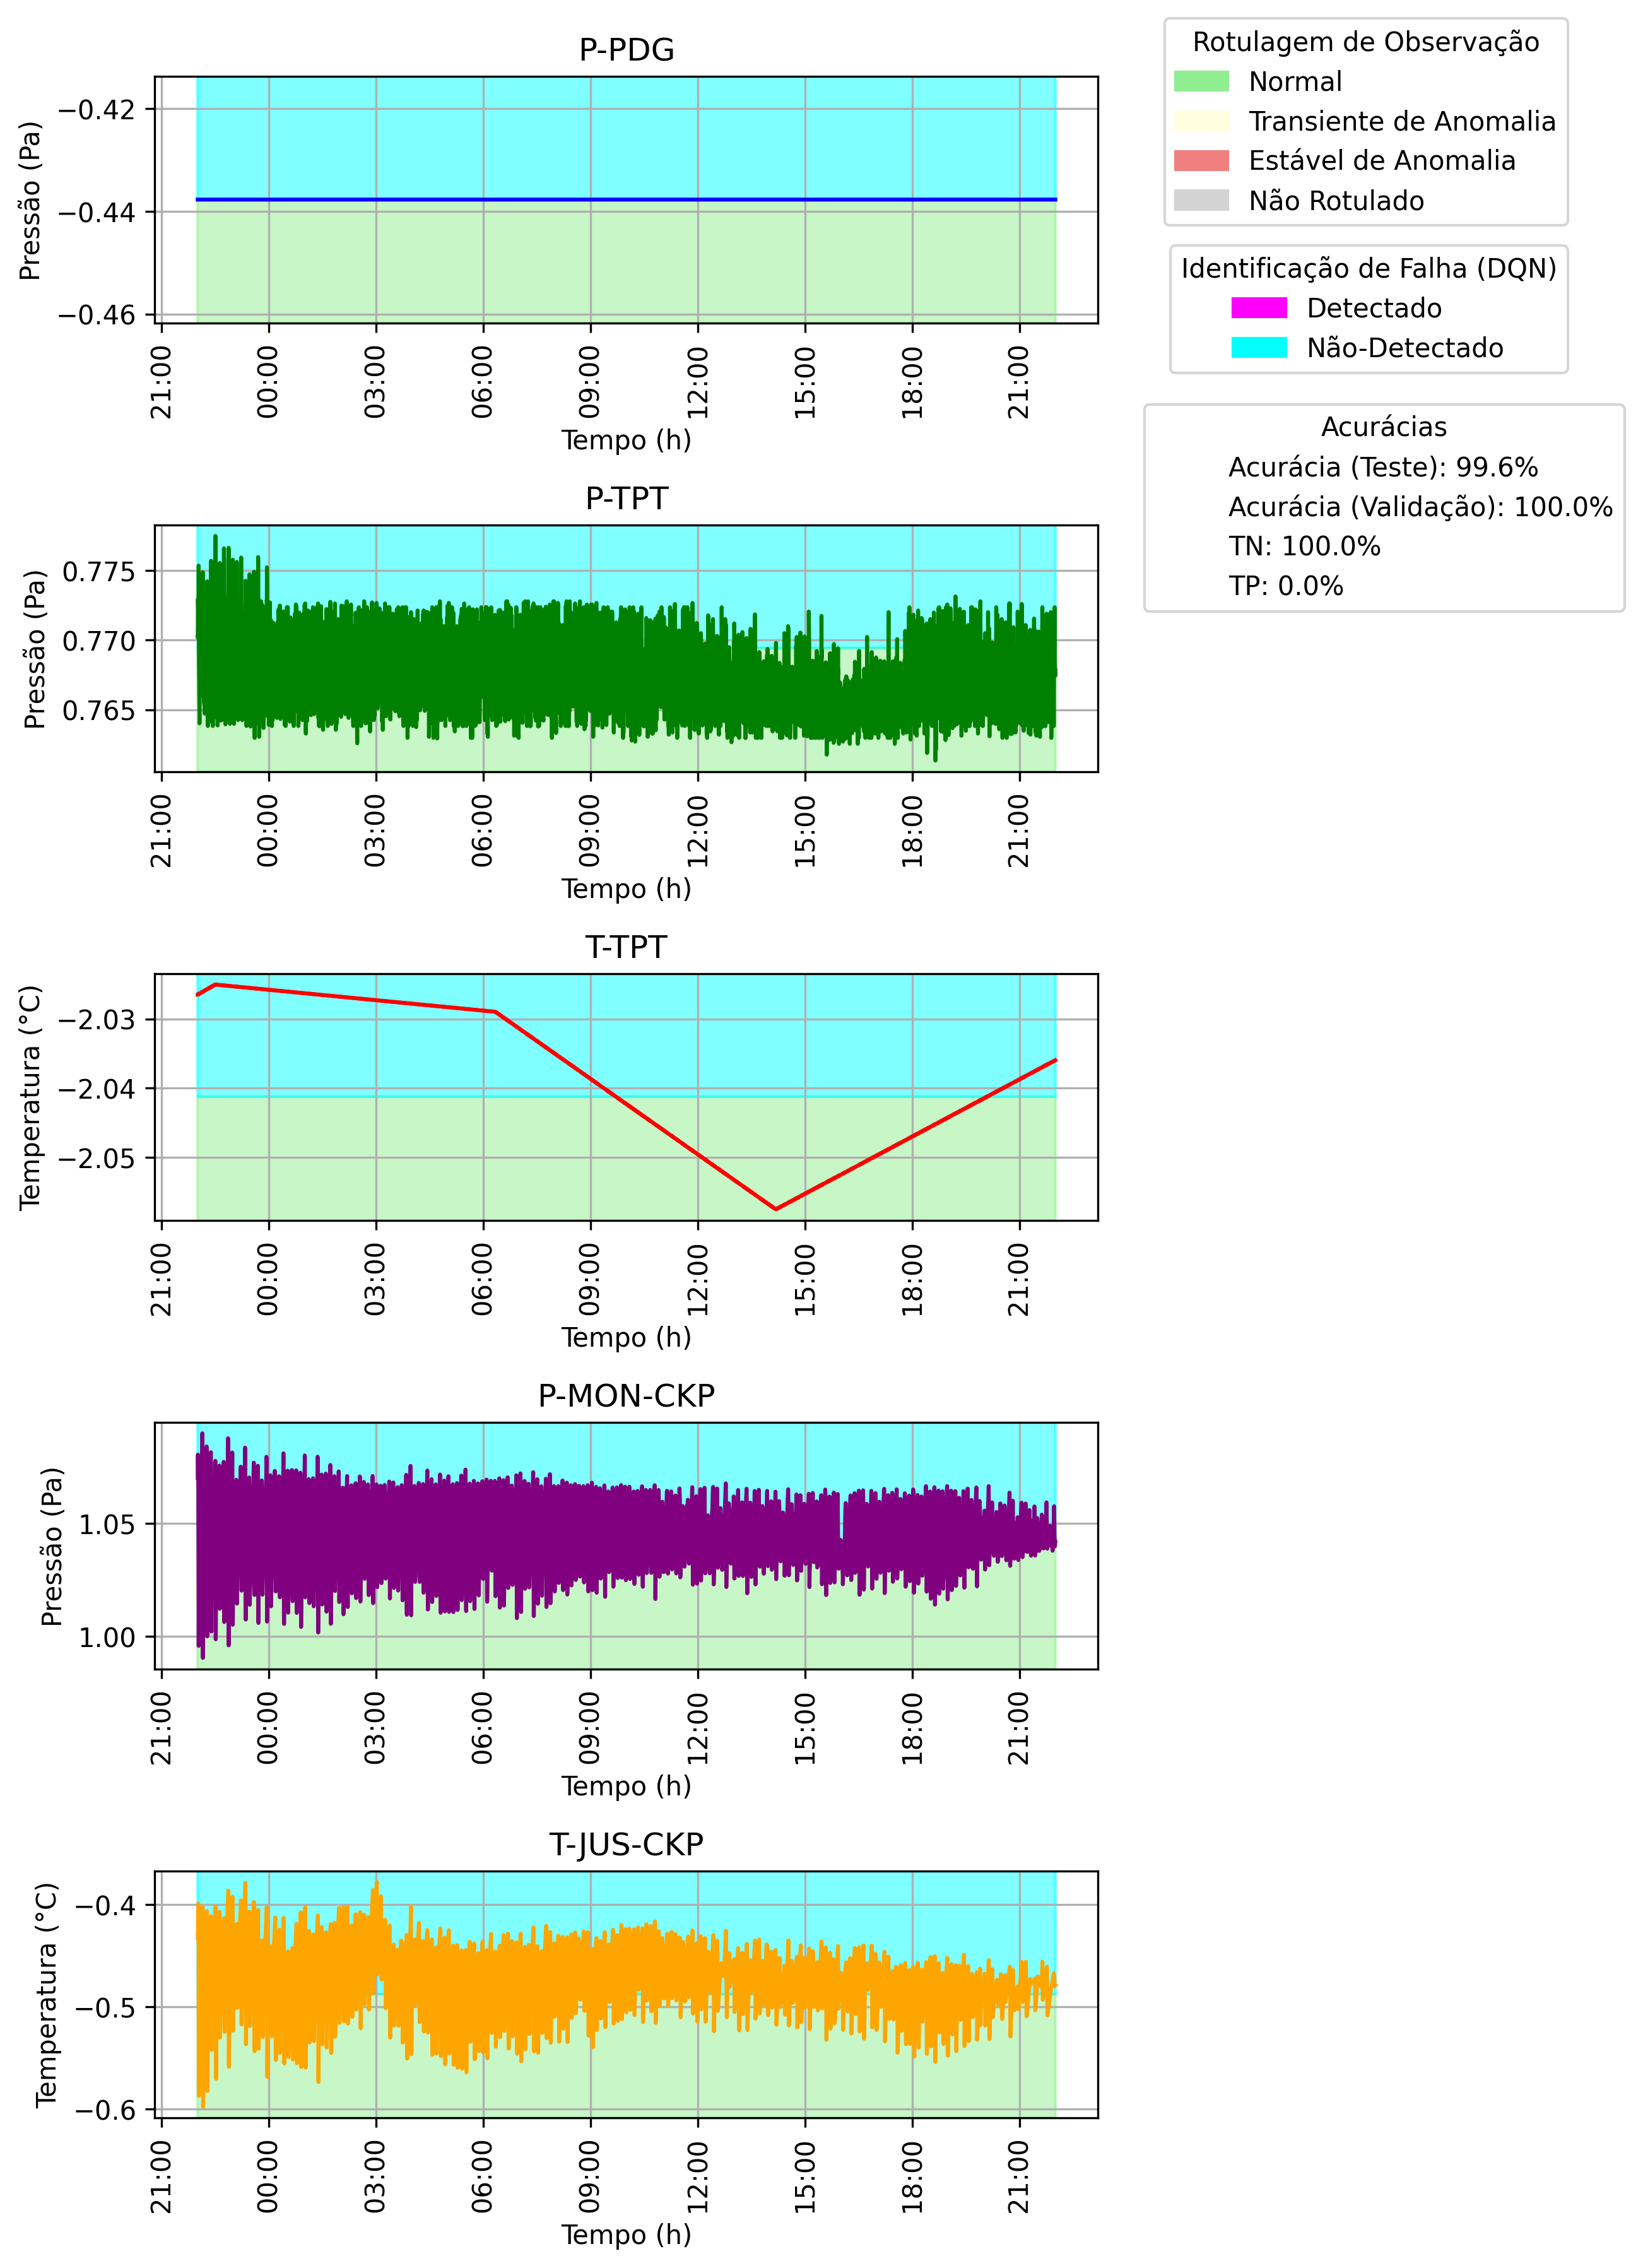 P-PDG
Pressão (Pa)
−0.42
−0.44
−0.46
21:00
00:00
03:00
06:00
09:00
12:00
15:00
18:00
21:00
Tempo (h)
Rotulagem de Observação
Normal
Transiente de Anomalia
Estável de Anomalia
Não Rotulado
Identificação de Falha (DQN)
Detectado
Não-Detectado
Acurácias
Acurácia (Teste): 99.6%
Acurácia (Validação): 100.0%
TN: 100.0%
TP: 0.0%
P-TPT
Pressão (Pa)
0.775
0.770
0.765
21:00
00:00
03:00
06:00
09:00
12:00
15:00
18:00
21:00
Tempo (h)
T-TPT
Temperatura (°C)
−2.03
−2.04
−2.05
21:00
00:00
03:00
06:00
09:00
12:00
15:00
18:00
21:00
Tempo (h)
P-MON-CKP
Pressão (Pa)
1.05
1.00
21:00
00:00
03:00
06:00
09:00
12:00
15:00
18:00
21:00
Tempo (h)
T-JUS-CKP
Temperatura (°C)
−0.4
−0.5
−0.6
21:00
00:00
03:00
06:00
09:00
12:00
15:00
18:00
21:00
Tempo (h)